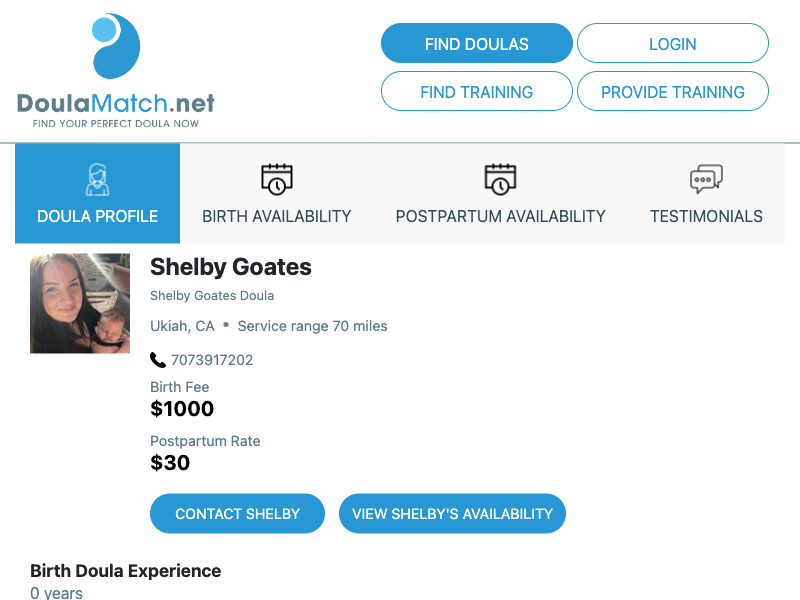 DoulaMatch.net
FIND YOUR PERFECT DOULA NOW
FIND DOULAS
LOGIN
FIND TRAINING
PROVIDE TRAINING
DOULA PROFILE
BIRTH AVAILABILITY
POSTPARTUM AVAILABILITY
TESTIMONIALS
Shelby Goates
Shelby Goates Doula
Ukiah, CA • Service range 70 miles
7073917202
Birth Fee
$1000
Postpartum Rate
$30
CONTACT SHELBY
VIEW SHELBY'S AVAILABILITY
Birth Doula Experience
0 years